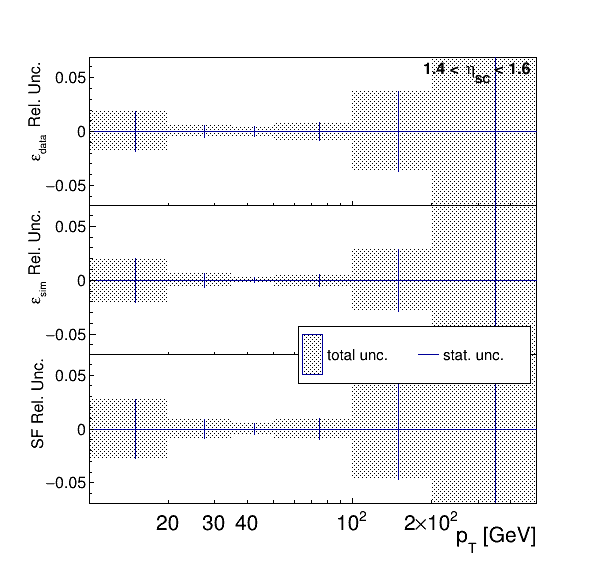 1.4 < η_SC < 1.6
ε_data Rel. Unc.
0.05
0
−0.05
ε_sim Rel. Unc.
0.05
0
−0.05
total unc.
stat. unc.
SF Rel. Unc.
0.05
0
−0.05
20 30 40 10² 2×10²
p_T [GeV]